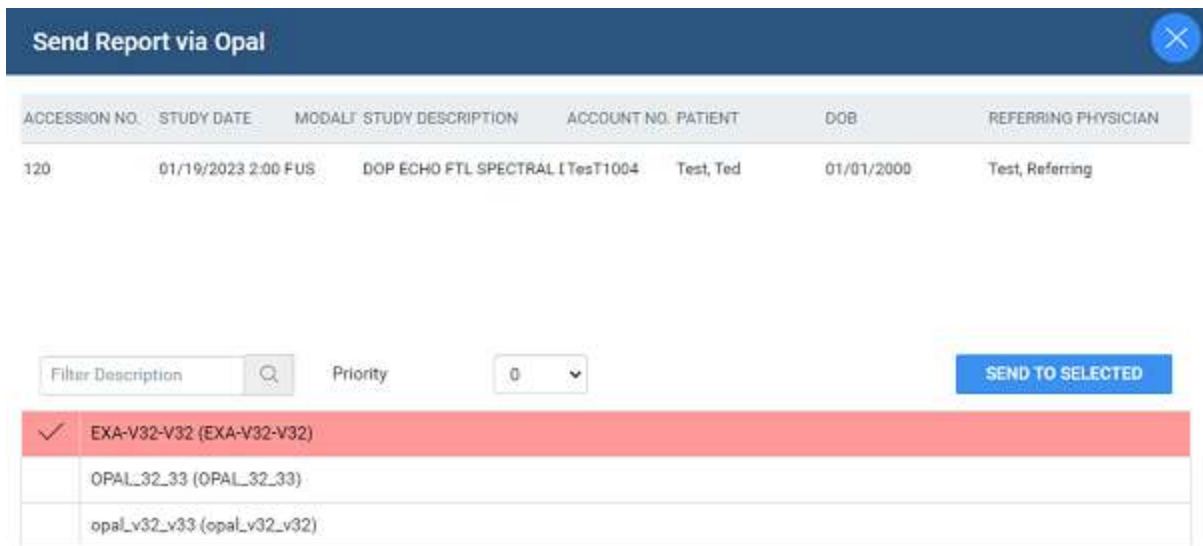 Send Report via Opal
ACCESSION NO. STUDY DATE MODALI STUDY DESCRIPTION ACCOUNT NO. PATIENT DOB REFERRING PHYSICIAN
120 01/19/2023 2:00 F US DOP ECHO FTL SPECTRAL [ TesT1004 Test, Ted 01/01/2000 Test, Referring
Filter Description Priority 0 SEND TO SELECTED
EXA-V32-V32 (EXA-V32-V32)
OPAL_32_33 (OPAL_32_33)
opal_v32_v33 (opal_v32_v32)